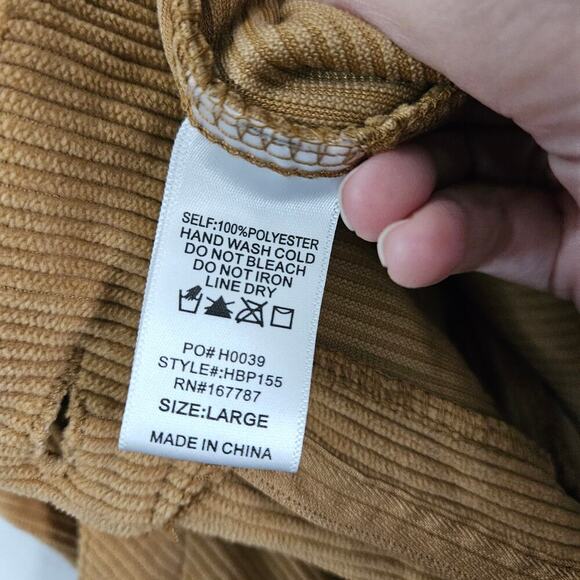 SELF:100%POLYESTER
HAND WASH COLD
DO NOT BLEACH
DO NOT IRON
LINE DRY
PO# H0039
STYLE#:HBP155
RN#167787
SIZE:LARGE
MADE IN CHINA